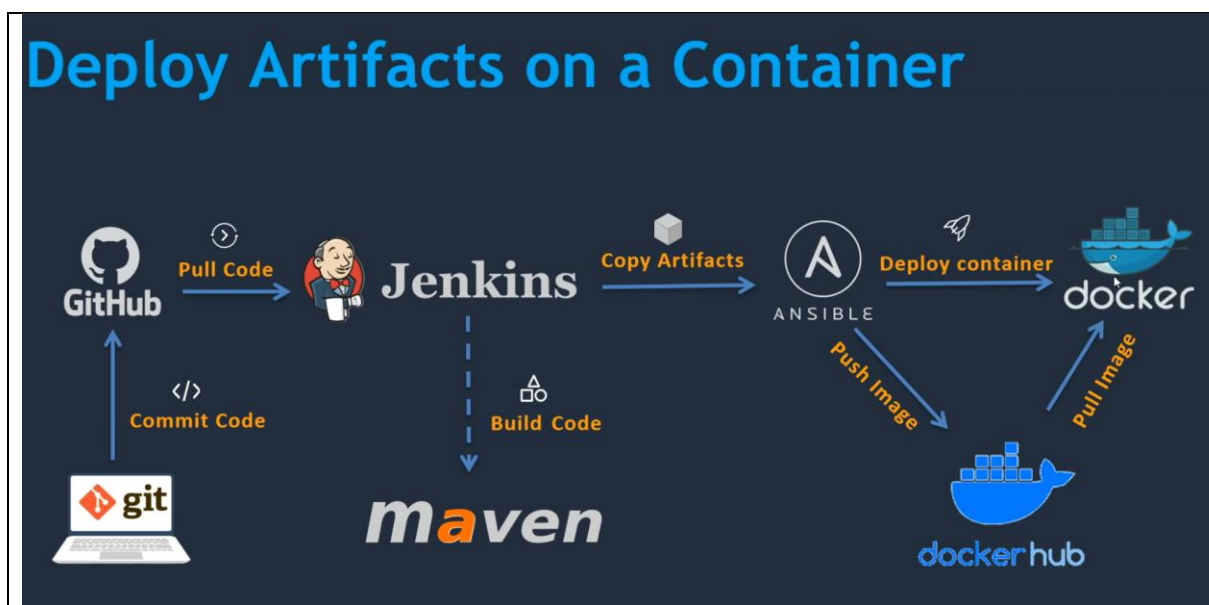 Deploy Artifacts on a Container
GitHub
Pull Code
Jenkins
Copy Artifacts
ANSIBLE
Deploy container
docker
</>
Commit Code
Build Code
Push Image
Pull Image
git
maven
dockerhub